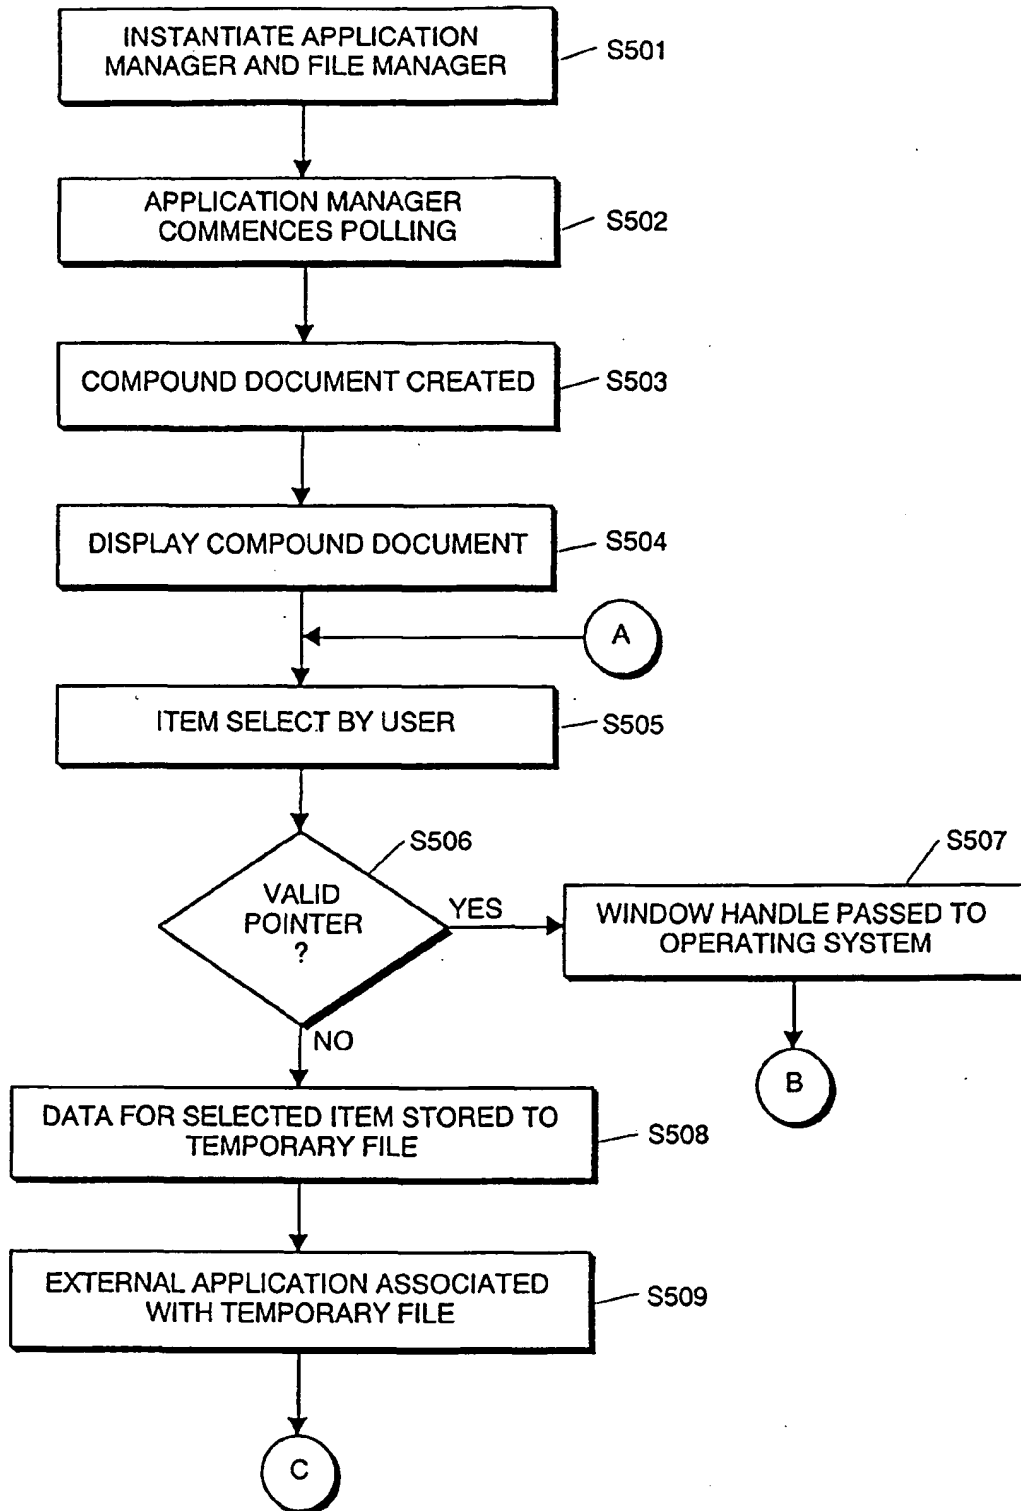 INSTANTIATE APPLICATION
MANAGER AND FILE MANAGER
S501
APPLICATION MANAGER
COMMENCES POLLING
S502
COMPOUND DOCUMENT CREATED
S503
DISPLAY COMPOUND DOCUMENT
S504
A
ITEM SELECT BY USER
S505
S506
VALID
POINTER
?
YES
NO
S507
WINDOW HANDLE PASSED TO
OPERATING SYSTEM
B
DATA FOR SELECTED ITEM STORED TO
TEMPORARY FILE
S508
EXTERNAL APPLICATION ASSOCIATED
WITH TEMPORARY FILE
S509
C